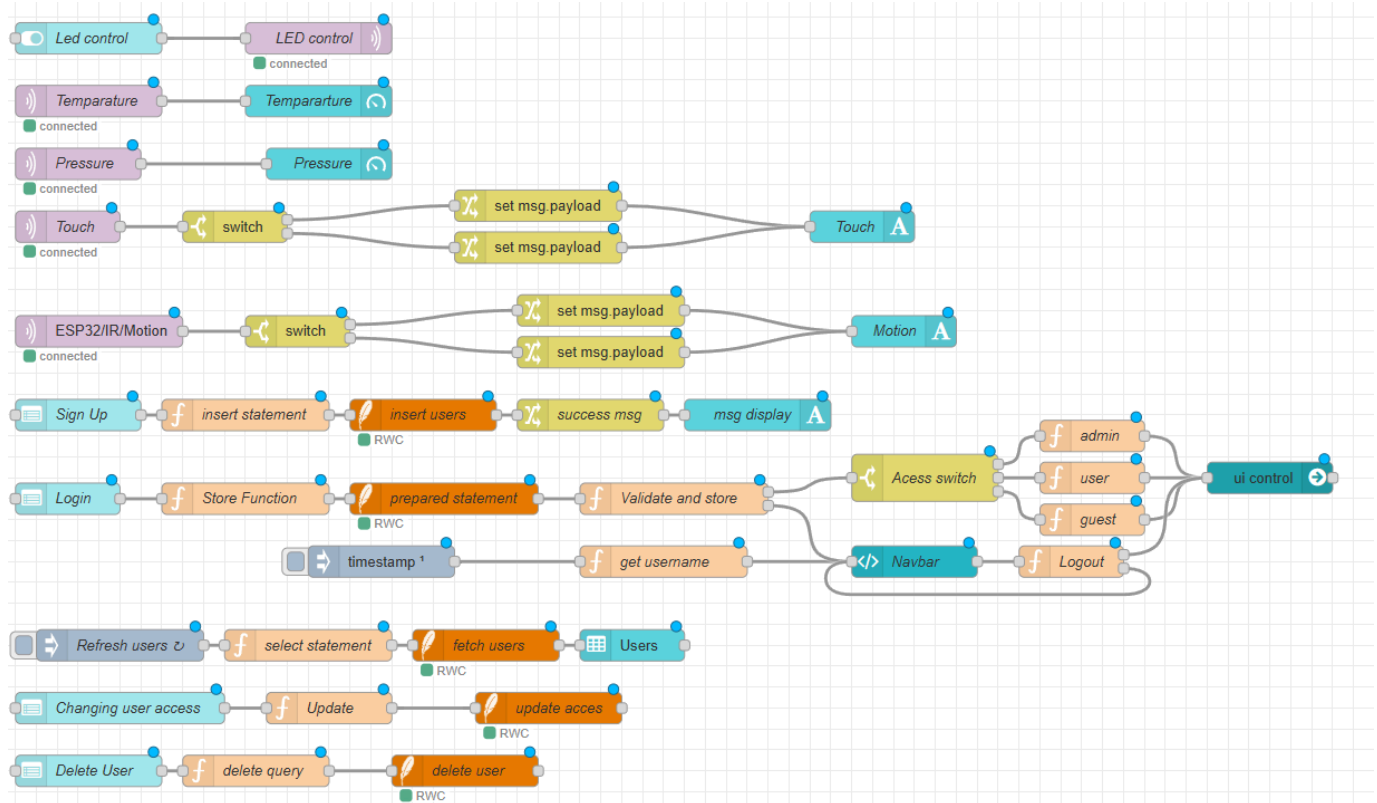 Led control
LED control
connected
Temparature
Tempararture
connected
Pressure
Pressure
connected
Touch
switch
set msg.payload
set msg.payload
Touch
connected
ESP32/IR/Motion
switch
set msg.payload
set msg.payload
Motion
connected
Sign Up
insert statement
insert users
success msg
msg display
RWC
Login
Store Function
prepared statement
Validate and store
Acess switch
admin
user
guest
ui control
RWC
timestamp ¹
get username
Navbar
Logout
Refresh users ↻
select statement
fetch users
Users
RWC
Changing user access
Update
update acces
RWC
Delete User
delete query
delete user
RWC